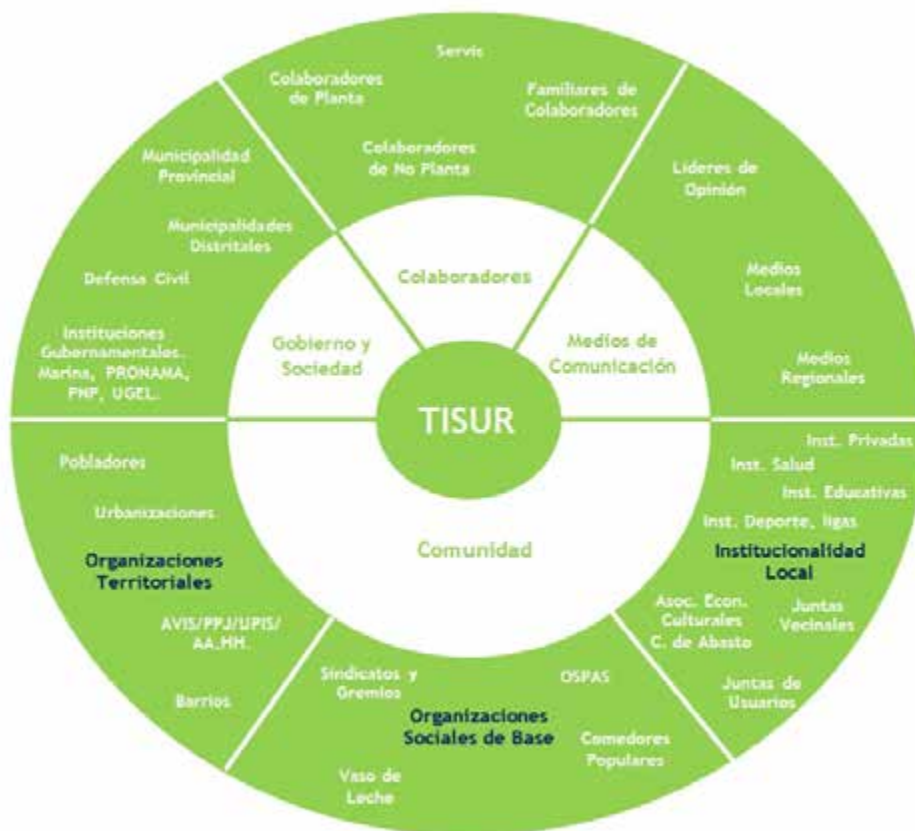 Servis
Colaboradores
de Planta
Familiares de
Colaboradores
Colaboradores
de No Planta
Municipalidad
Provincial
Municipalidades
Distritales
Defensa Civil
Instituciones
Gubernamentales.
Marina, PRONAMA,
PNP, UGEL.
Líderes de
Opinión
Medios
Locales
Medios
Regionales
Colaboradores
Gobierno y
Sociedad
Medios de
Comunicación
TISUR
Comunidad
Pobladores
Urbanizaciones
Organizaciones
Territoriales
AVIS/PPJ/UPIS/
AA.HH.
Barrios
Sindicatos y
Gremios
OSPAS
Organizaciones
Sociales de Base
Comedores
Populares
Vaso de
Leche
Inst. Privadas
Inst. Salud
Inst. Educativas
Inst. Deporte, ligas
Institucionalidad
Local
Asoc. Econ.
Culturales
C. de Abasto
Juntas
Vecinales
Juntas de
Usuarios